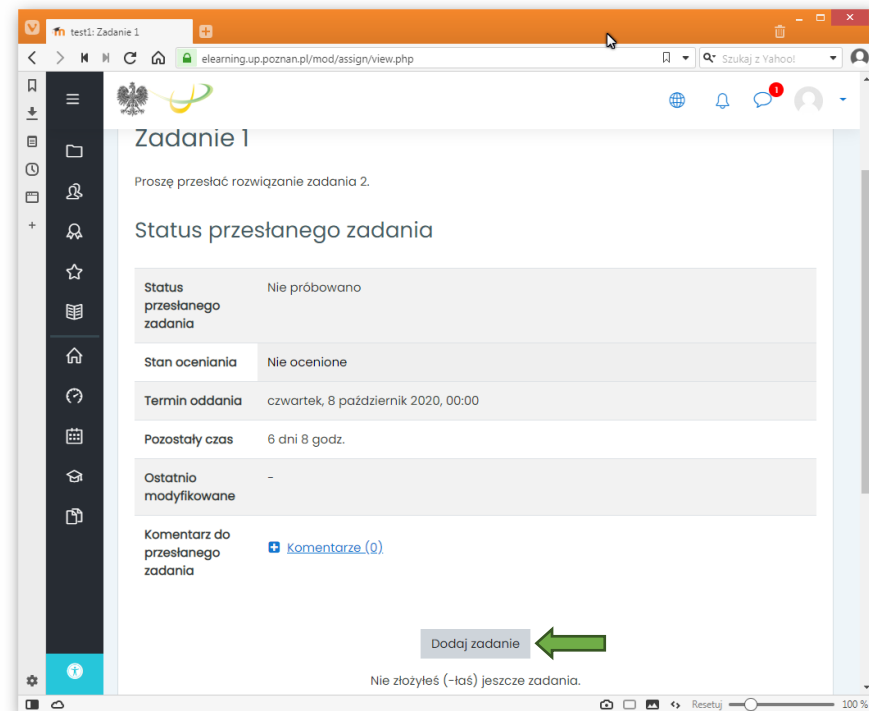 test1: Zadanie 1
elearning.up.poznan.pl/mod/assign/view.php
Szukaj z Yahoo!
1
Zadanie 1
Proszę przesłać rozwiązanie zadania 2.
Status przesłanego zadania
Status przesłanego zadania
Nie próbowano
Stan oceniania
Nie ocenione
Termin oddania
czwartek, 8 październik 2020, 00:00
Pozostały czas
6 dni 8 godz.
Ostatnio modyfikowane
-
Komentarz do przesłanego zadania
Komentarze (0)
Dodaj zadanie
Nie złożyłeś (-łaś) jeszcze zadania.
Resetuj
100 %